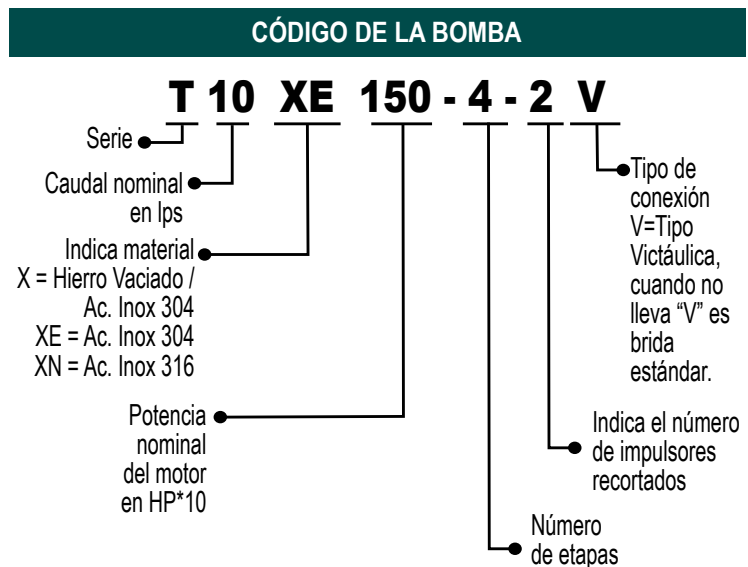 CÓDIGO DE LA BOMBA
T 10 XE 150 - 4 - 2 V
Serie
Caudal nominal
en lps
Indica material
X = Hierro Vaciado /
Ac. Inox 304
XE = Ac. Inox 304
XN = Ac. Inox 316
Potencia
nominal
del motor
en HP*10
Tipo de
conexión
V=Tipo
Victáulica,
cuando no
lleva “V” es
brida
estándar.
Indica el número
de impulsores
recortados
Número
de etapas